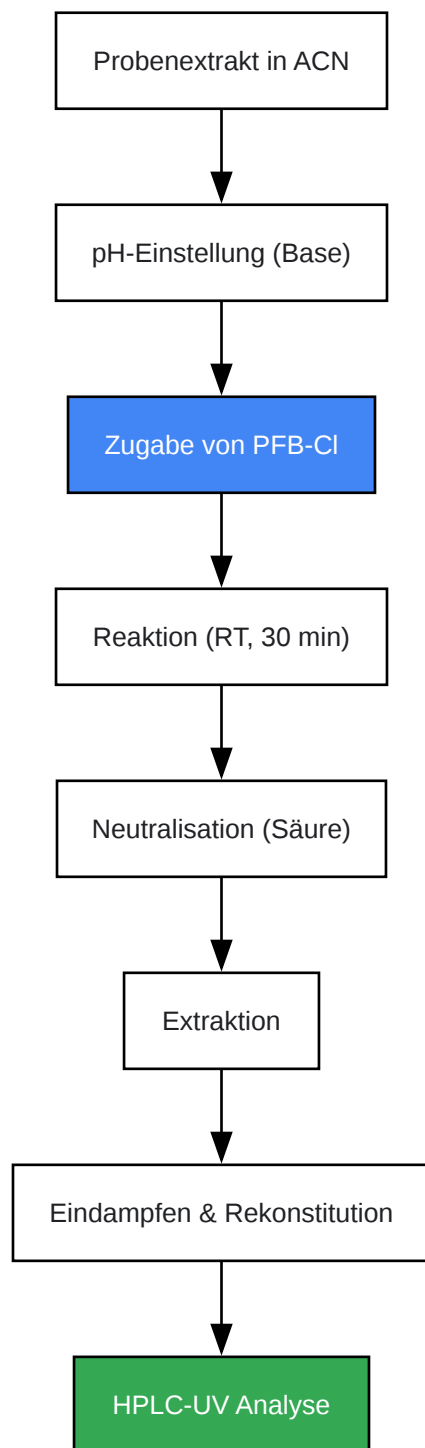 Probenextrakt in ACN
pH-Einstellung (Base)
Zugabe von PFB-Cl
Reaktion (RT, 30 min)
Neutralisation (Säure)
Extraktion
Eindampfen & Rekonstitution
HPLC-UV Analyse